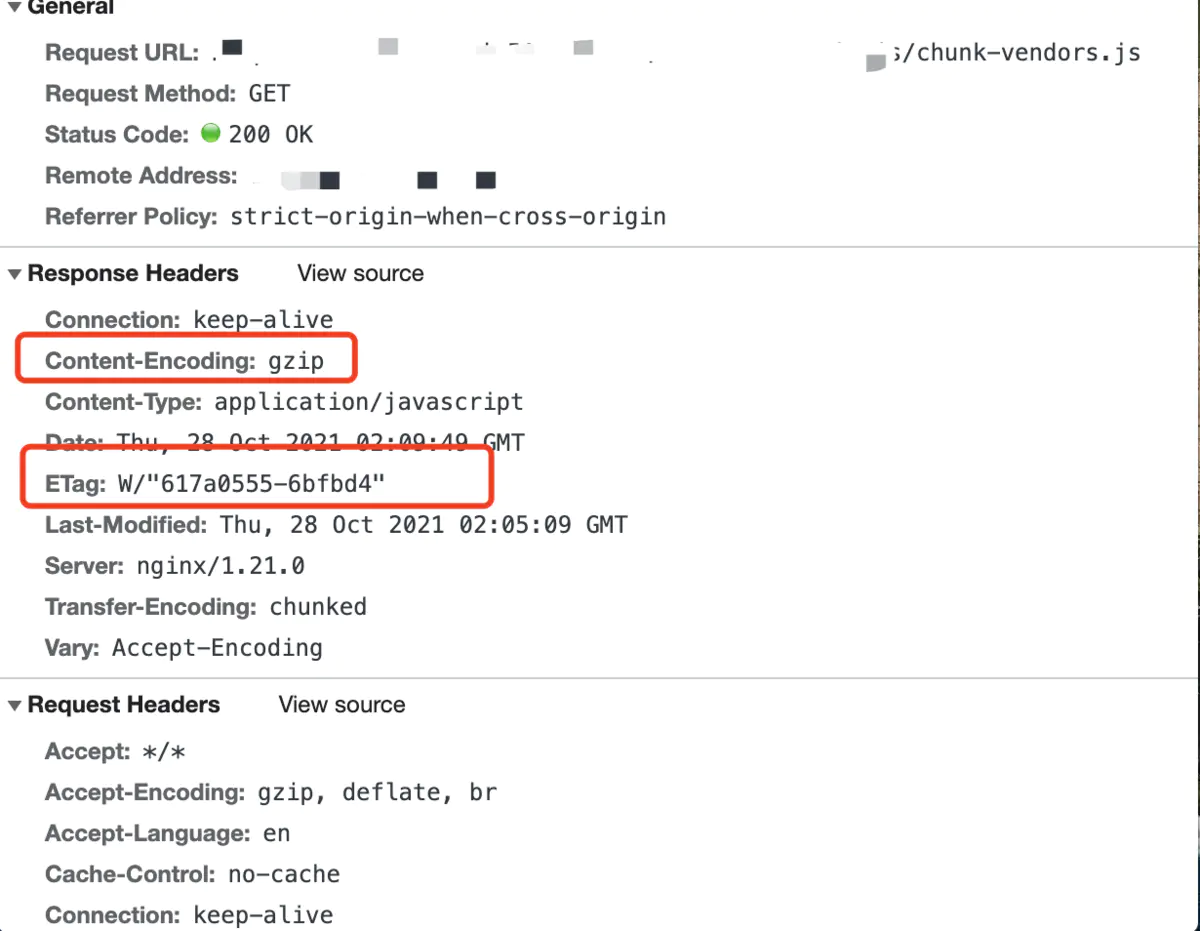 General
Request URL: s/chunk-vendors.js
Request Method: GET
Status Code: 200 OK
Remote Address:
Referrer Policy: strict-origin-when-cross-origin
Response Headers View source
Connection: keep-alive
Content-Encoding: gzip
Content-Type: application/javascript
Date: Thu, 28 Oct 2021 02:09:49 GMT
ETag: W/"617a0555-6bfbd4"
Last-Modified: Thu, 28 Oct 2021 02:05:09 GMT
Server: nginx/1.21.0
Transfer-Encoding: chunked
Vary: Accept-Encoding
Request Headers View source
Accept: */*
Accept-Encoding: gzip, deflate, br
Accept-Language: en
Cache-Control: no-cache
Connection: keep-alive